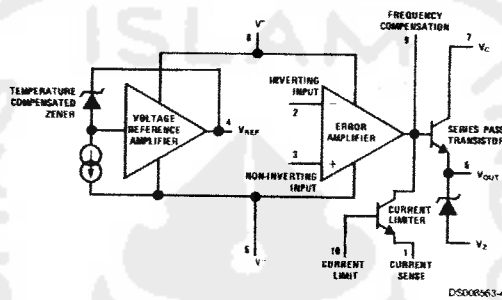 FREQUENCY
COMPENSATION
9
7
VC
V+
8
INVERTING
INPUT
2
TEMPERATURE
COMPENSATED
ZENER
VOLTAGE
REFERENCE
AMPLIFIER
4
VREF
ERROR
AMPLIFIER
SERIES PASS
TRANSISTOR
3
NON-INVERTING
INPUT
6
VOUT
CURRENT
LIMITER
5
V-
VZ
10
CURRENT
LIMIT
1
CURRENT
SENSE
DS008563-4
ISLAM